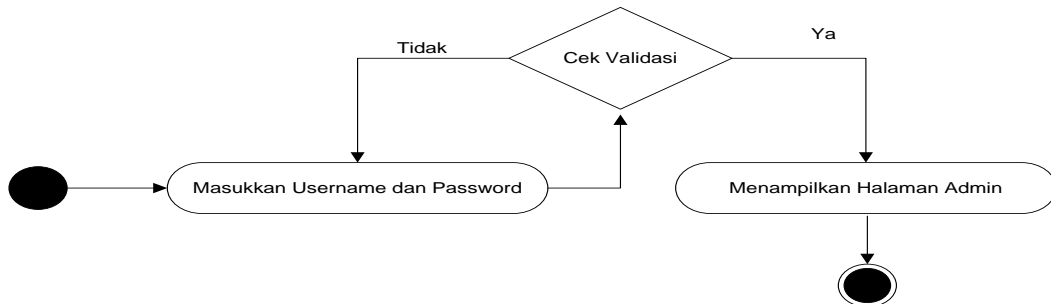 Tidak
Ya
Cek Validasi
Masukkan Username dan Password
Menampilkan Halaman Admin